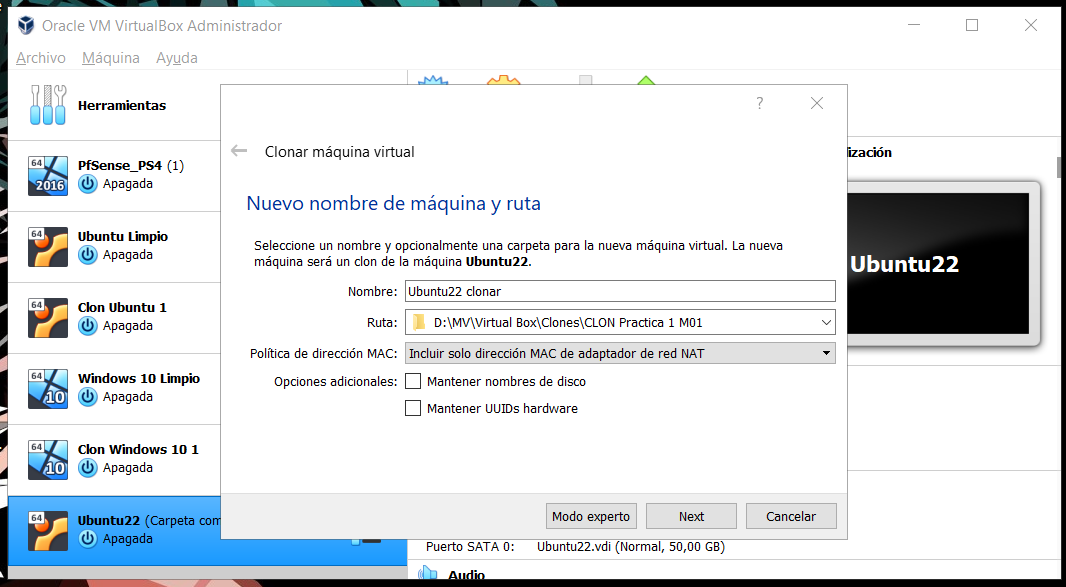 Oracle VM VirtualBox Administrador
Archivo Máquina Ayuda
Herramientas
64
2016
PfSense_PS4 (1)
Apagada
64
Ubuntu Limpio
Apagada
64
Clon Ubuntu 1
Apagada
64
10
Windows 10 Limpio
Apagada
64
10
Clon Windows 10 1
Apagada
64
Ubuntu22 (Carpeta com
Apagada
?
Clonar máquina virtual
Nuevo nombre de máquina y ruta
Seleccione un nombre y opcionalmente una carpeta para la nueva máquina virtual. La nueva
máquina será un clon de la máquina Ubuntu22.
Nombre: Ubuntu22 clonar
Ruta: D:\MV\Virtual Box\Clones\CLON Practica 1 M01
Política de dirección MAC: Incluir solo dirección MAC de adaptador de red NAT
Opciones adicionales: Mantener nombres de disco
Mantener UUIDs hardware
Modo experto Next Cancelar
ización
Ubuntu22
Puerto SATA 0: Ubuntu22.vdi (Normal, 50,00 GB)
Audio